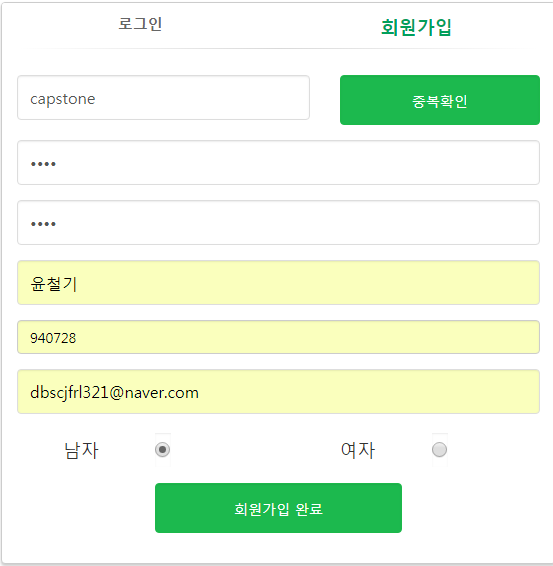 로그인 회원가입
capstone 중복확인
••••
••••
윤철기
940728
dbscjfrl321@naver.com
남자 여자
회원가입 완료